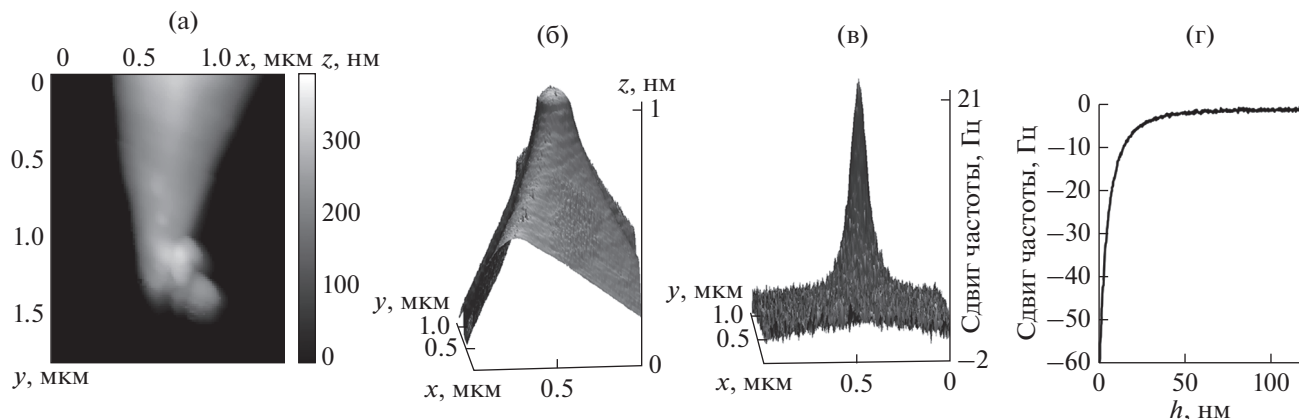 (а)
0 0.5 1.0 x, мкм z, нм
0
0.5
1.0
1.5
y, мкм
300
200
100
0
(б)
z, нм
1
0
y, мкм
1.0
0.5
x, мкм 0.5
(в)
21
Сдвиг частоты, Гц
−2
y, мкм
1.0
0.5
x, мкм 0.5 0
(г)
Сдвиг частоты, Гц
0
−10
−20
−30
−40
−50
−60
0 50 100
h, нм